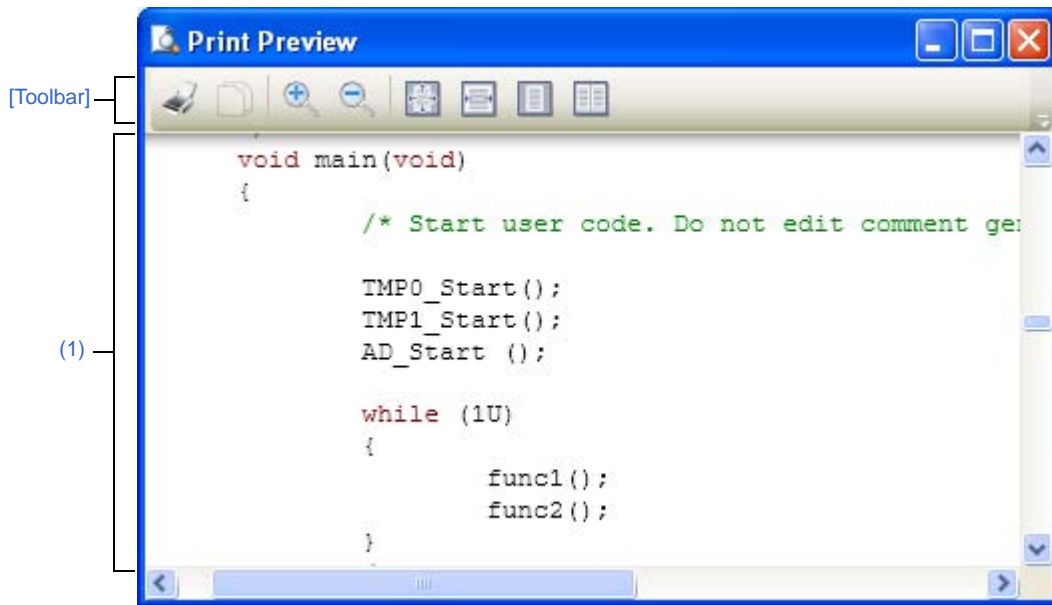 Print Preview
[Toolbar]
void main(void)
{
/* Start user code. Do not edit comment ge
TMP0_Start();
TMP1_Start();
AD_Start ();
(1)
while (1U)
{
func1();
func2();
}